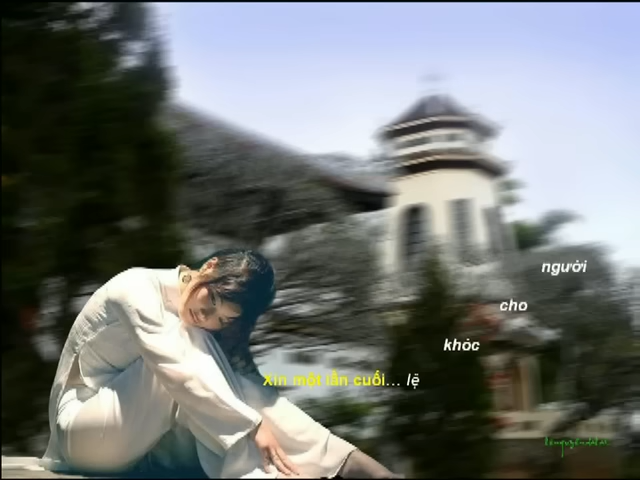 người
cho
khóc
Xin một lần cuối... lệ